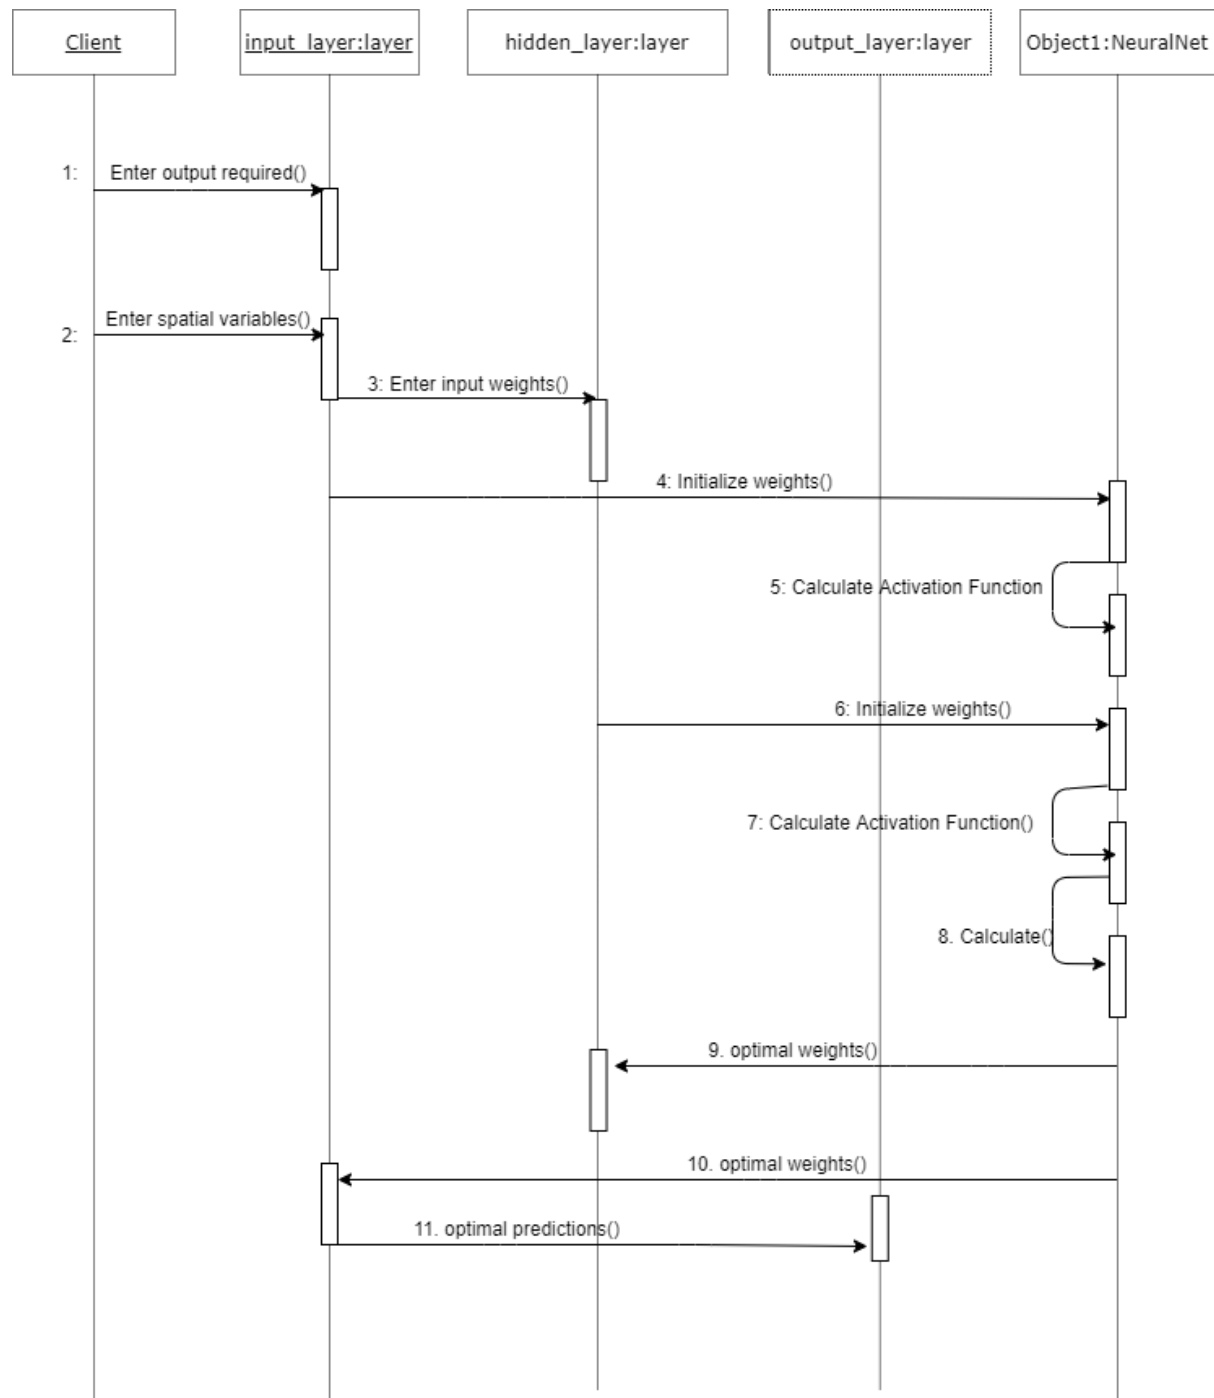 Client
input_layer:layer
hidden_layer:layer
output_layer:layer
Object1:NeuralNet
1: Enter output required()
2: Enter spatial variables()
3: Enter input weights()
4: Initialize weights()
5: Calculate Activation Function
6: Initialize weights()
7: Calculate Activation Function()
8. Calculate()
9. optimal weights()
10. optimal weights()
11. optimal predictions()